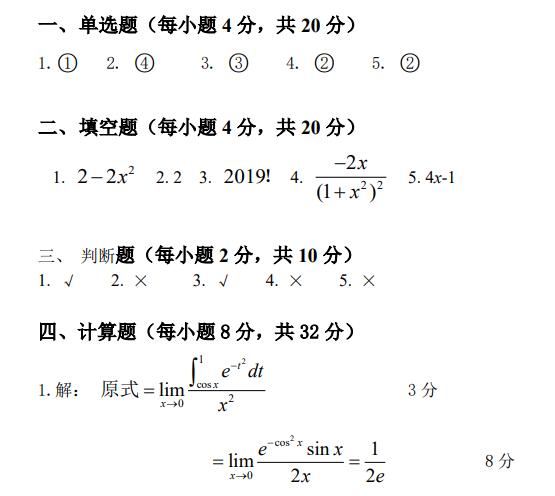 一、单选题（每小题 4 分，共 20 分）
1. ① 2. ④ 3. ③ 4. ② 5. ②
二、填空题（每小题 4 分，共 20 分）
1. 2−2x² 2. 2 3. 2019! 4. −2x/(1+x²)² 5. 4x-1
三、 判断题（每小题 2 分，共 10 分）
1. √ 2. × 3. √ 4. × 5. ×
四、计算题（每小题 8 分，共 32 分）
1.解： 原式 = lim_{x→0} (∫_{cos x}^{1} e^{−t²} dt)/x² 3 分
= lim_{x→0} (e^{−cos² x} sin x)/(2x) = 1/(2e) 8 分